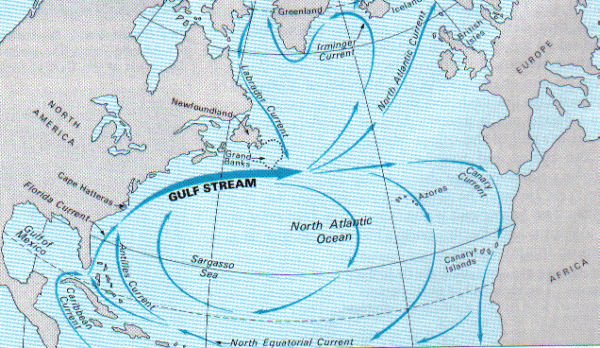 Greenland
Iceland
Irminger
Current
North Atlantic Current
British
Isles
EUROPE
Labrador Current
Newfoundland
NORTH
AMERICA
Grand
Banks
Cape Hatteras
GULF STREAM
Florida Current
Canary
Current
Azores
Gulf of
Mexico
North Atlantic
Ocean
Antilles Current
Sargasso
Sea
Canary
Islands
AFRICA
Caribbean
Current
North Equatorial Current